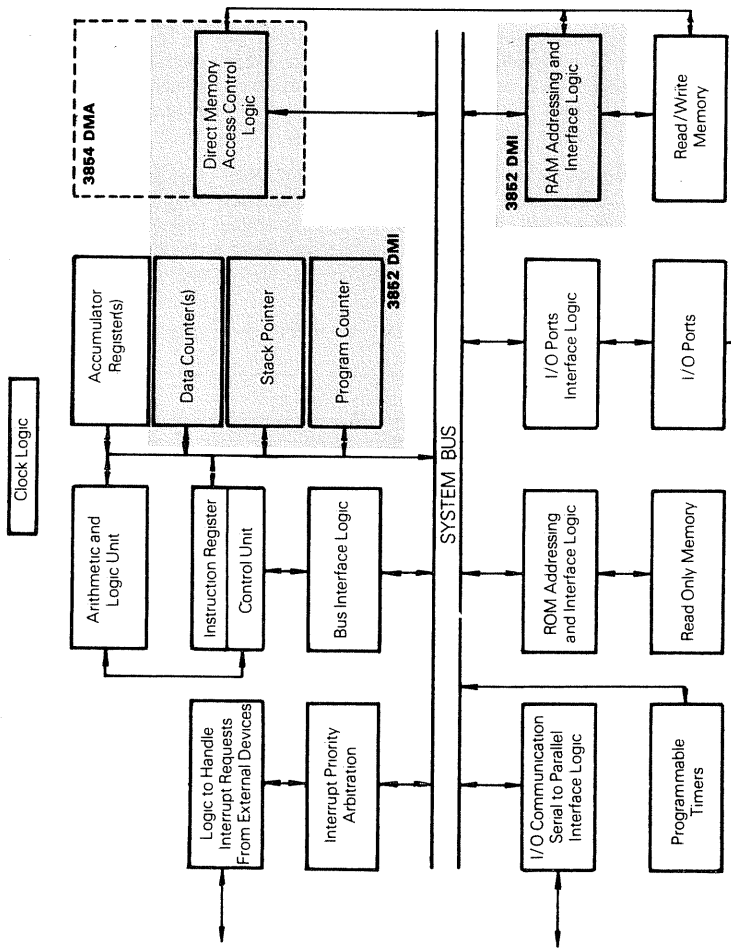 Clock Logic
Arithmetic and
Logic Unit
Accumulator
Register(s)
3854 DMA
Data Counter(s)
Logic to Handle
Interrupt Requests
From External Devices
Instruction Register
Control Unit
Stack Pointer
Direct Memory
Access Control
Logic
Interrupt Priority
Arbitration
Bus Interface Logic
Program Counter
3852 DMI
SYSTEM BUS
3852 DMI
I/O Communication
Serial to Parallel
Interface Logic
ROM Addressing
and Interface Logic
I/O Ports
Interface Logic
RAM Addressing and
Interface Logic
Programmable
Timers
Read Only Memory
I/O Ports
Read/Write
Memory